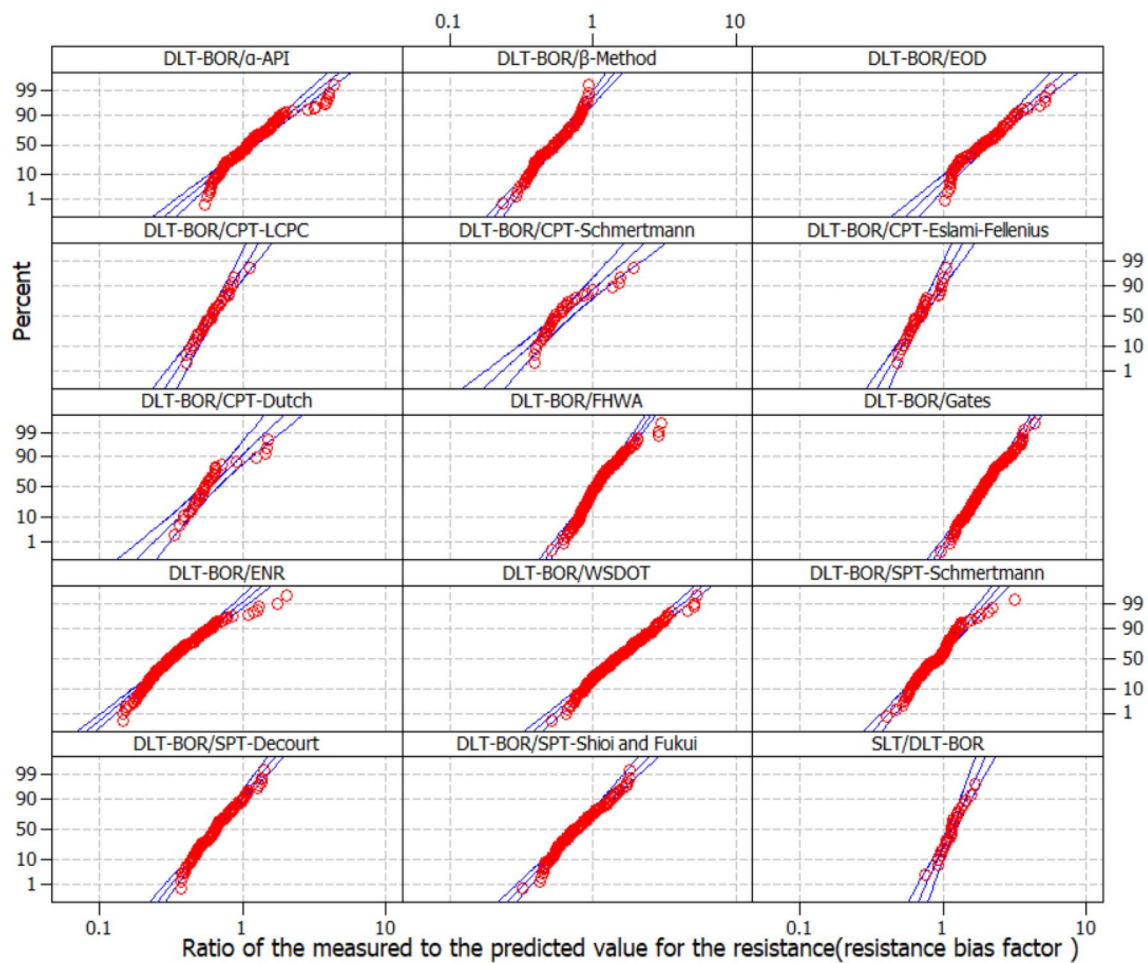 0.1 1 10
DLT-BOR/α-API DLT-BOR/β-Method DLT-BOR/EOD
99
90
50
10
1
DLT-BOR/CPT-LCPC DLT-BOR/CPT-Schmertmann DLT-BOR/CPT-Eslami-Fellenius
99
90
50
10
1
Percent
DLT-BOR/CPT-Dutch DLT-BOR/FHWA DLT-BOR/Gates
99
90
50
10
1
DLT-BOR/ENR DLT-BOR/WSDOT DLT-BOR/SPT-Schmertmann
99
90
50
10
1
DLT-BOR/SPT-Decourt DLT-BOR/SPT-Shioi and Fukui SLT/DLT-BOR
99
90
50
10
1
0.1 1 10 0.1 1 10
Ratio of the measured to the predicted value for the resistance(resistance bias factor )